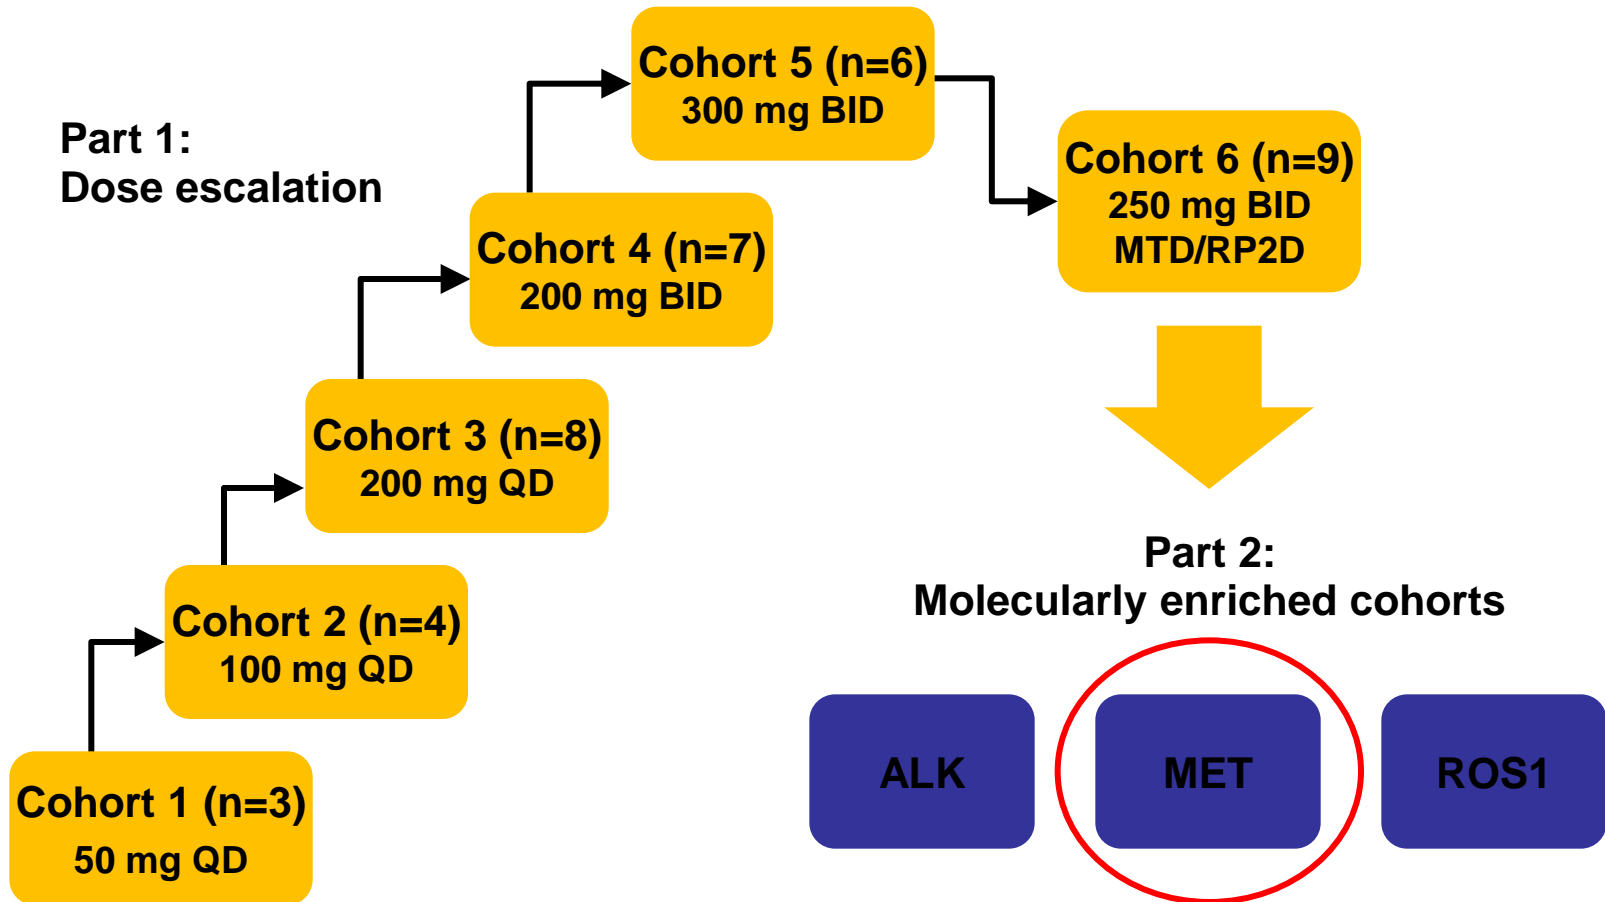 Part 1:
Dose escalation
Cohort 1 (n=3)
50 mg QD
Cohort 2 (n=4)
100 mg QD
Cohort 3 (n=8)
200 mg QD
Cohort 4 (n=7)
200 mg BID
Cohort 5 (n=6)
300 mg BID
Cohort 6 (n=9)
250 mg BID
MTD/RP2D
Part 2:
Molecularly enriched cohorts
ALK
MET
ROS1